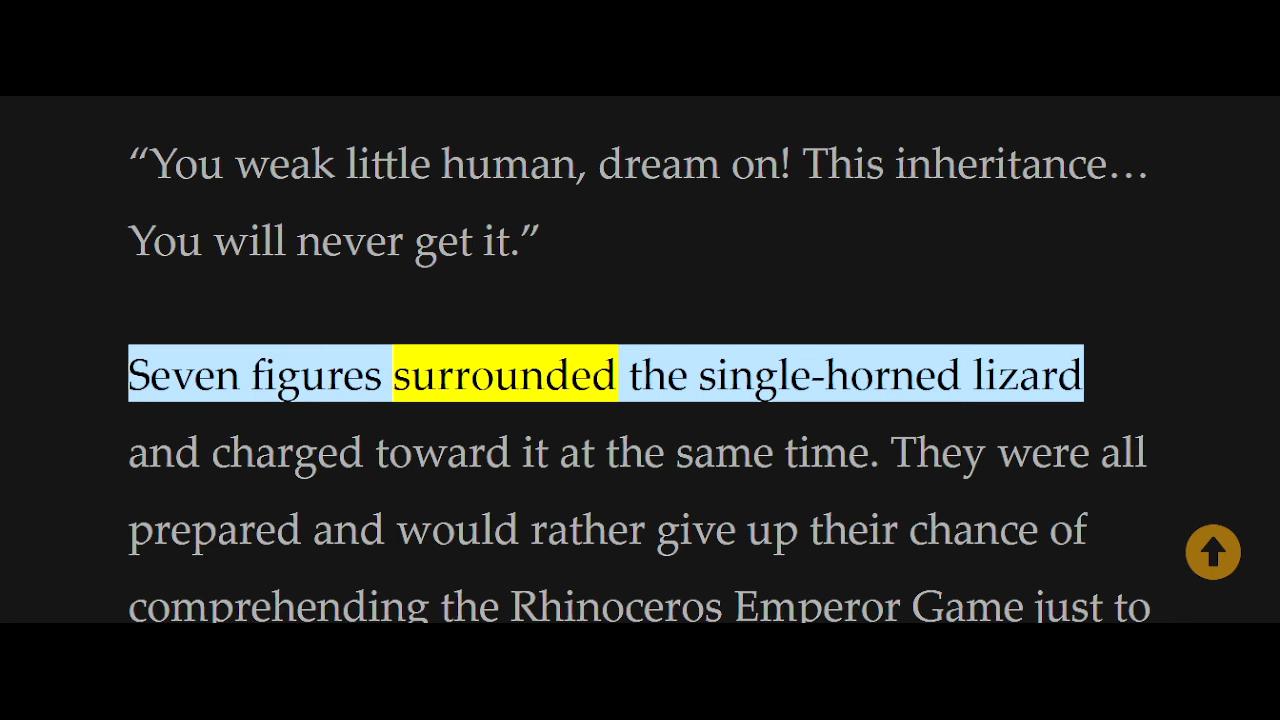 “You weak little human, dream on! This inheritance…
You will never get it.”
Seven figures surrounded the single-horned lizard
and charged toward it at the same time. They were all
prepared and would rather give up their chance of
comprehending the Rhinoceros Emperor Game just to